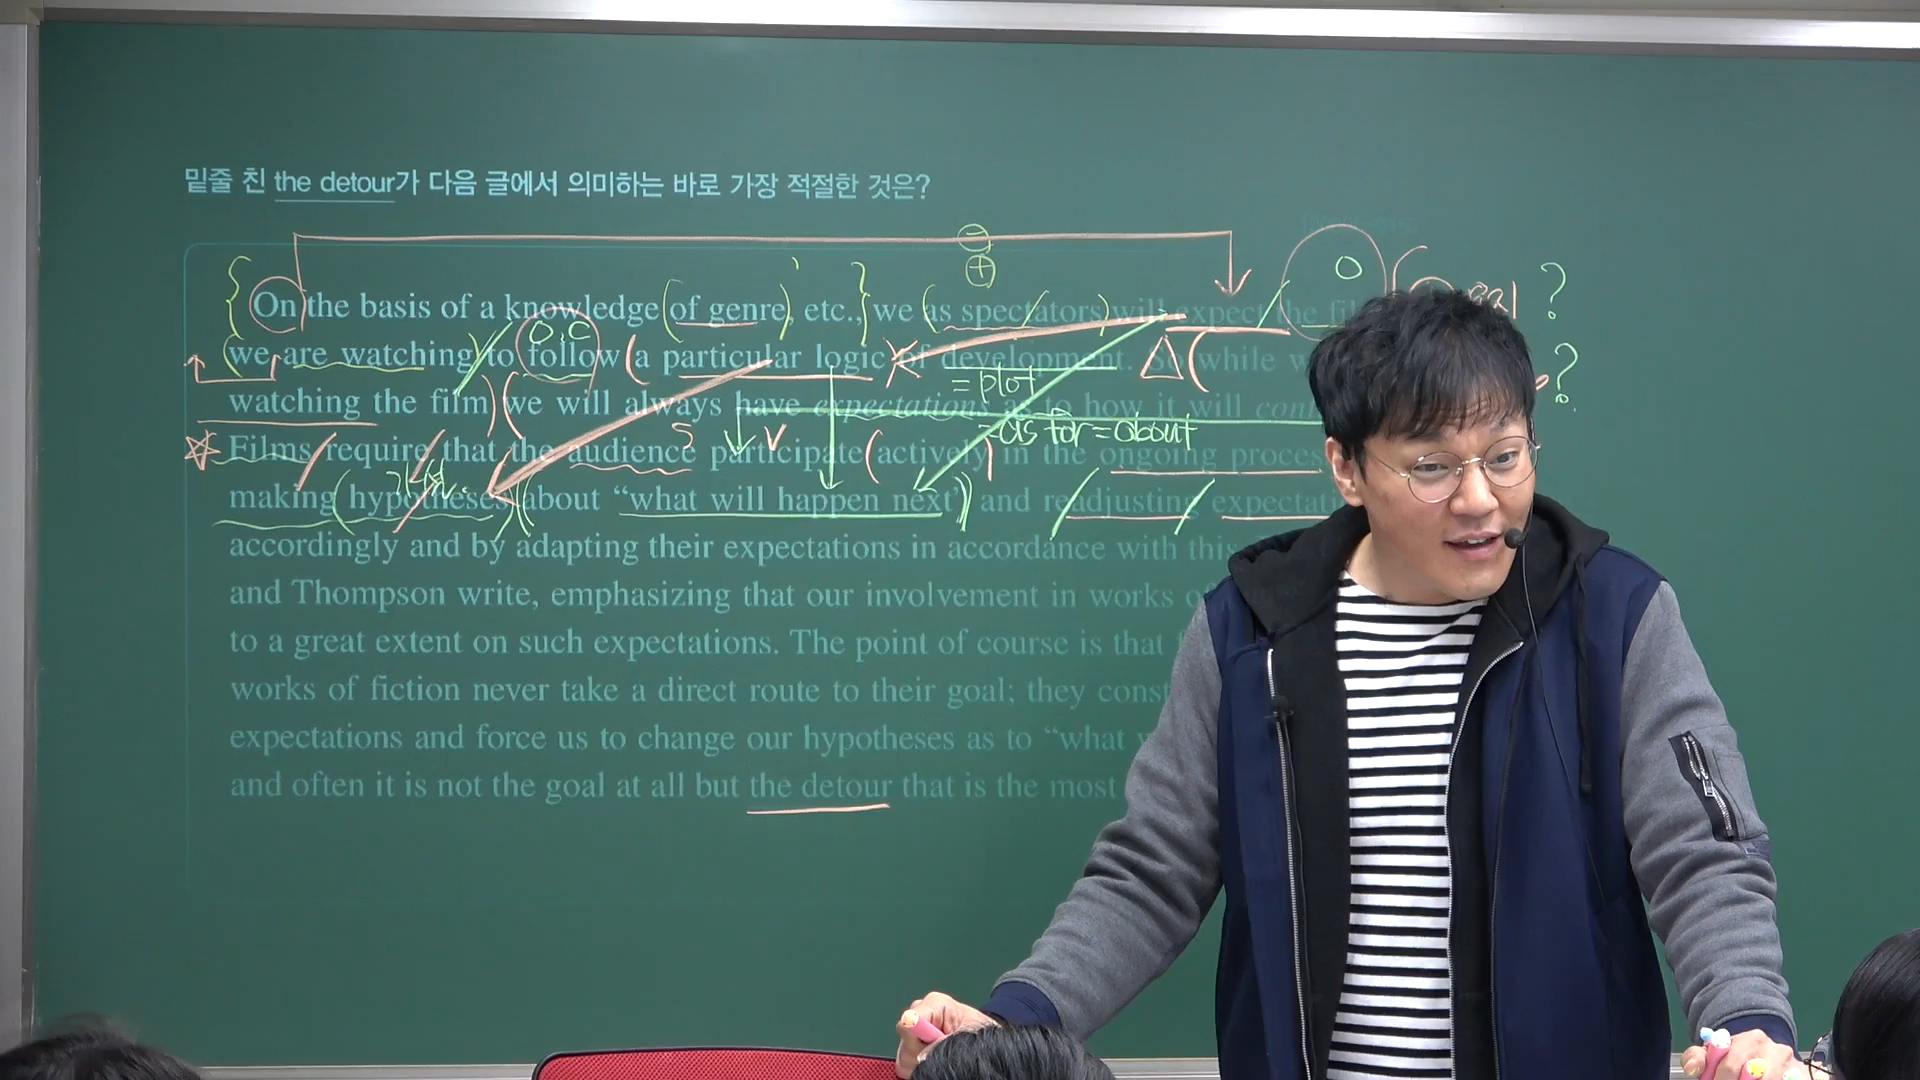 밑줄 친 the detour가 다음 글에서 의미하는 바로 가장 적절한 것은?
⊖
⊕
O
?
On the basis of a knowledge (of genre), etc., we (as spectators) will expect the
O.C
(we are watching) to follow (a particular logic of development. So while
△
?
= plot
watching the film) (we will always have expectations as to how it will
S V
= as for = about
☆ Films require that the audience participate (actively) in the ongoing process
making (hypotheses) (about “what will happen next”) and readjusting
accordingly and by adapting their expectations in accordance with this
and Thompson write, emphasizing that our involvement in works
to a great extent on such expectations. The point of course is that
works of fiction never take a direct route to their goal; they
expectations and force us to change our hypotheses as to “what
and often it is not the goal at all but the detour that is the most